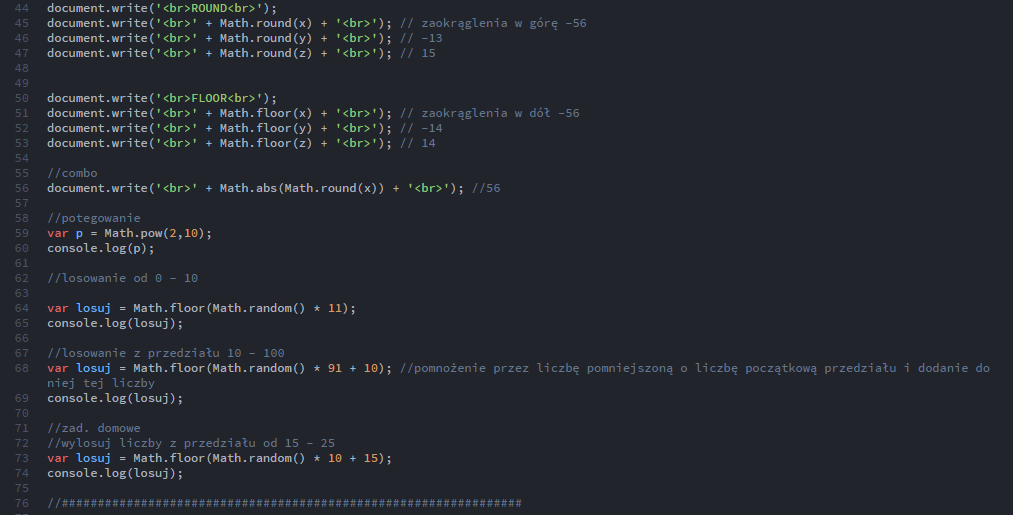 44 document.write('<br>ROUND<br>');
45 document.write('<br>' + Math.round(x) + '<br>'); // zaokrąglenia w górę -56
46 document.write('<br>' + Math.round(y) + '<br>'); // -13
47 document.write('<br>' + Math.round(z) + '<br>'); // 15
48
49
50 document.write('<br>FLOOR<br>');
51 document.write('<br>' + Math.floor(x) + '<br>'); // zaokrąglenia w dół -56
52 document.write('<br>' + Math.floor(y) + '<br>'); // -14
53 document.write('<br>' + Math.floor(z) + '<br>'); // 14
54
55 //combo
56 document.write('<br>' + Math.abs(Math.round(x)) + '<br>'); //56
57
58 //potegowanie
59 var p = Math.pow(2,10);
60 console.log(p);
61
62 //losowanie od 0 - 10
63
64 var losuj = Math.floor(Math.random() * 11);
65 console.log(losuj);
66
67 //losowanie z przedziału 10 - 100
68 var losuj = Math.floor(Math.random() * 91 + 10); //pomnożenie przez liczbę pomniejszoną o liczbę początkową przedziału i dodanie do
niej tej liczby
69 console.log(losuj);
70
71 //zad. domowe
72 //wylosuj liczby z przedziału od 15 - 25
73 var losuj = Math.floor(Math.random() * 10 + 15);
74 console.log(losuj);
75
76 //################################################################